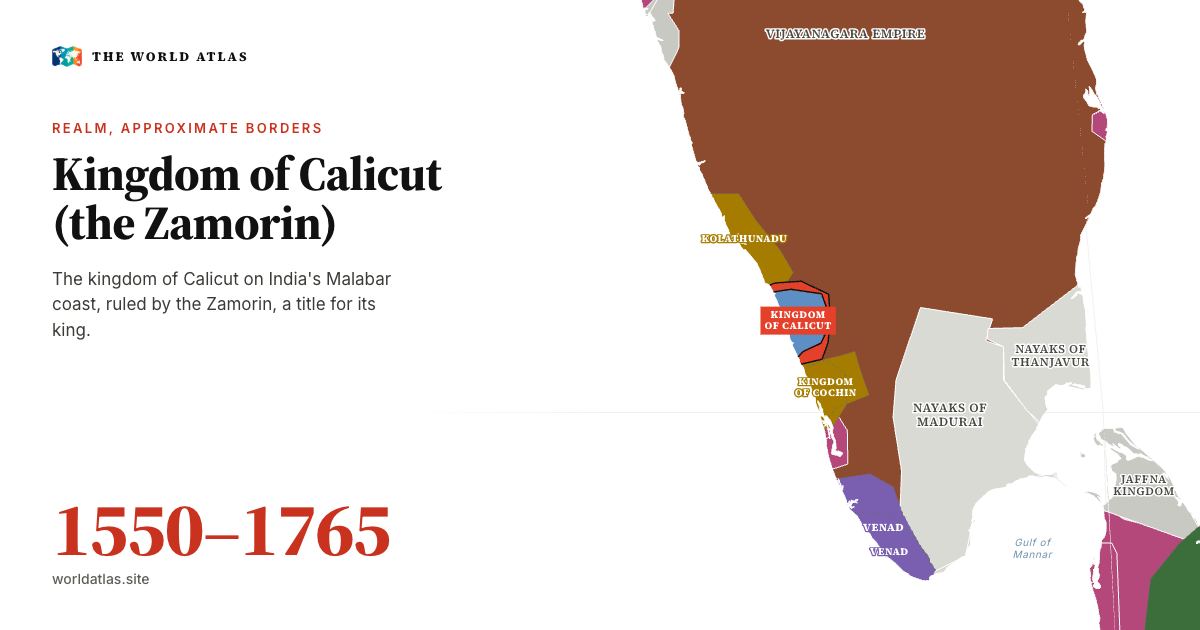 THE WORLD ATLAS
REALM, APPROXIMATE BORDERS
Kingdom of Calicut
(the Zamorin)
The kingdom of Calicut on India's Malabar
coast, ruled by the Zamorin, a title for its
king.
1550–1765
worldatlas.site
VIJAYANAGARA EMPIRE
KOLATHUNADU
KINGDOM
OF CALICUT
KINGDOM
OF COCHIN
NAYAKS OF
THANJAVUR
NAYAKS OF
MADURAI
JAFFNA
KINGDOM
VENAD
VENAD
Gulf of
Mannar